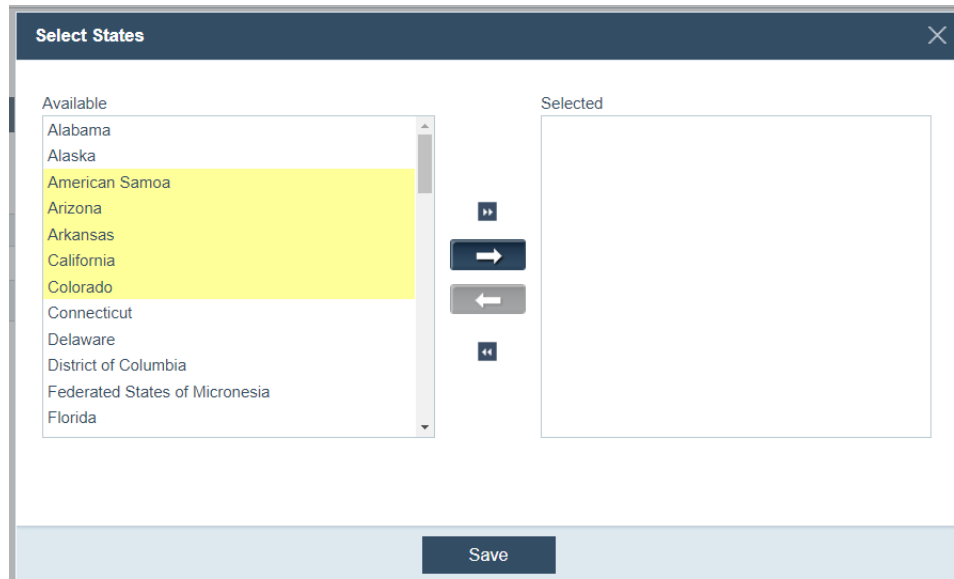 Select States
Available
Alabama
Alaska
American Samoa
Arizona
Arkansas
California
Colorado
Connecticut
Delaware
District of Columbia
Federated States of Micronesia
Florida
Selected
Save